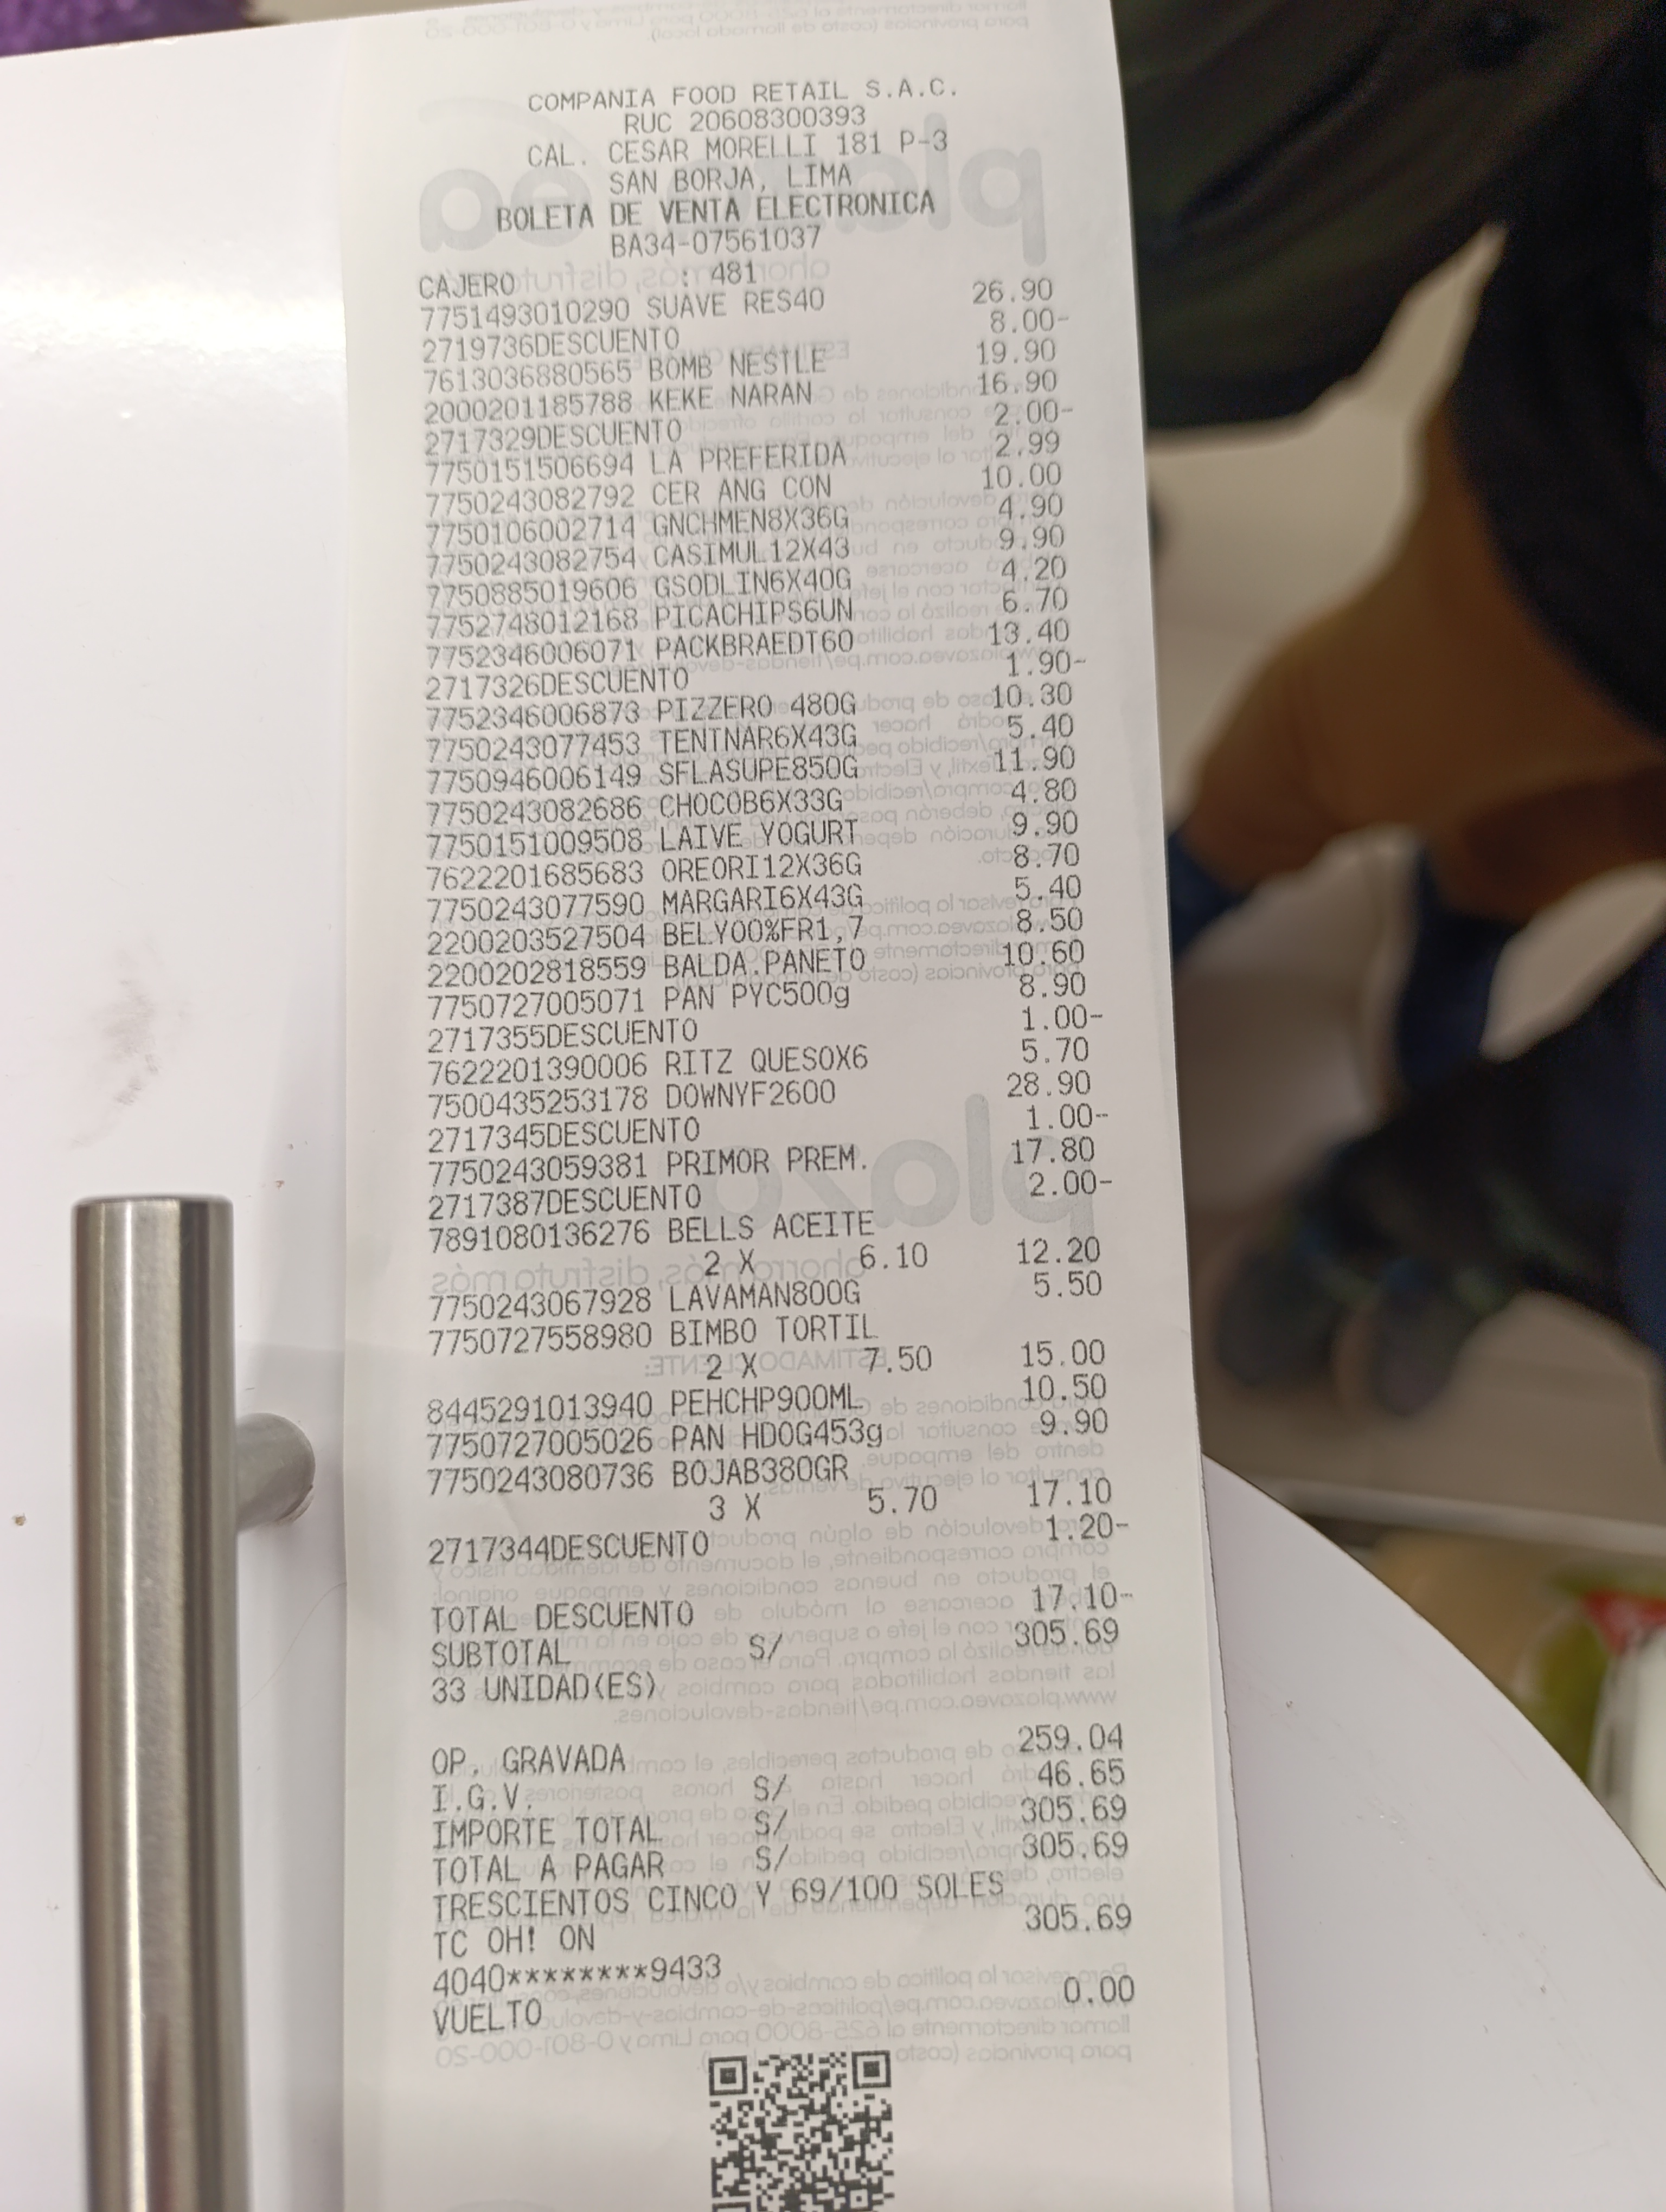 COMPANIA FOOD RETAIL S.A.C.
RUC 20608300393
CAL. CESAR MORELLI 181 P-3
SAN BORJA, LIMA
BOLETA DE VENTA ELECTRONICA
BA34-07561037
CAJERO : 481
7751493010290 SUAVE RES40 26.90
2719736DESCUENTO 8.00-
7613036880565 BOMB NESTLE 19.90
2000201185788 KEKE NARAN 16.90
2717329DESCUENTO 2.00-
7750151506694 LA PREFERIDA 2.99
7750243082792 CER ANG CON 10.00
7750106002714 GNCHMEN8X36G 4.90
7750243082754 CASIMUL12X43 9.90
7750885019606 GSODLIN6X40G 4.20
7752748012168 PICACHIPS6UN 6.70
7752346006071 PACKBRAEDT60 13.40
2717326DESCUENTO 1.90-
7752346006873 PIZZERO 480G 10.30
7750243077453 TENTNAR6X43G 5.40
7750946006149 SFLASUPE850G 11.90
7750243082686 CHOCOB6X33G 4.80
7750151009508 LAIVE YOGURT 9.90
7622201685683 OREORI12X36G 8.70
7750243077590 MARGARI6X43G 5.40
2200203527504 BELYOO%FR1,7 8.50
2200202818559 BALDA.PANETO 10.60
7750727005071 PAN PYC500g 8.90
2717355DESCUENTO 1.00-
7622201390006 RITZ QUESOX6 5.70
7500435253178 DOWNYF2600 28.90
2717345DESCUENTO 1.00-
7750243059381 PRIMOR PREM. 17.80
2717387DESCUENTO 2.00-
7891080136276 BELLS ACEITE
2 X 6.10 12.20
7750243067928 LAVAMAN800G 5.50
7750727558980 BIMBO TORTIL
2 X 7.50 15.00
8445291013940 PEHCHP900ML 10.50
7750727005026 PAN HDOG453g 9.90
7750243080736 BOJAB380GR
3 X 5.70 17.10
2717344DESCUENTO 1.20-
TOTAL DESCUENTO 17.10-
SUBTOTAL S/ 305.69
33 UNIDAD(ES)
OP. GRAVADA 259.04
I.G.V. S/ 46.65
IMPORTE TOTAL S/ 305.69
TOTAL A PAGAR S/ 305.69
TRESCIENTOS CINCO Y 69/100 SOLES
TC OH! ON 305.69
4040********9433
VUELTO 0.00